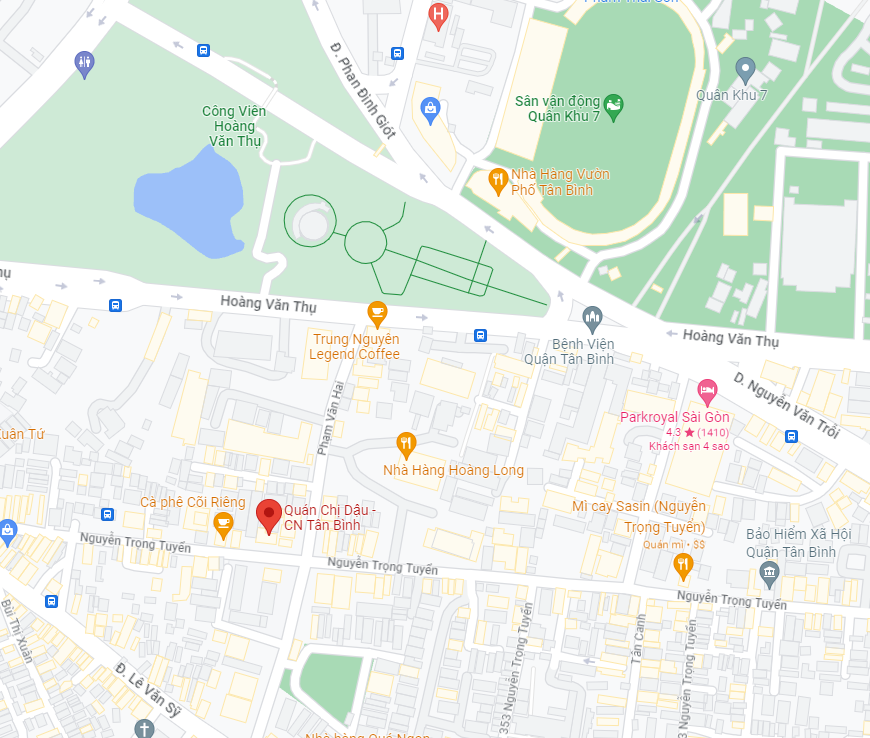 H
Đ. Phan Đình Giót
Công Viên
Hoàng
Văn Thụ
Sân vận động
Quân Khu 7
Quân Khu 7
Nhà Hàng Vườn
Phố Tân Bình
Hoàng Văn Thụ
Trung Nguyên
Legend Coffee
Bệnh Viện
Quận Tân Bình
Hoàng Văn Thụ
Đ. Nguyễn Văn Trỗi
Phạm Văn Hai
Parkroyal Sài Gòn
4,3 ★ (1410)
Khách sạn 4 sao
Xuân Tứ
Nhà Hàng Hoàng Long
Cà phê Cõi Riêng
Quán Chị Dậu -
CN Tân Bình
Mì cay Sasin (Nguyễn
Trọng Tuyển)
Quán mì • $$
Bảo Hiểm Xã Hội
Quận Tân Bình
Nguyễn Trọng Tuyển
Nguyễn Trọng Tuyển
Nguyễn Trọng Tuyển
Bùi Thị Xuân
Đ. Lê Văn Sỹ
353 Nguyễn Trọng Tuyển
Tân Canh
3 Nguyễn Trọng Tuyển
Nhà hàng Quá Ngon